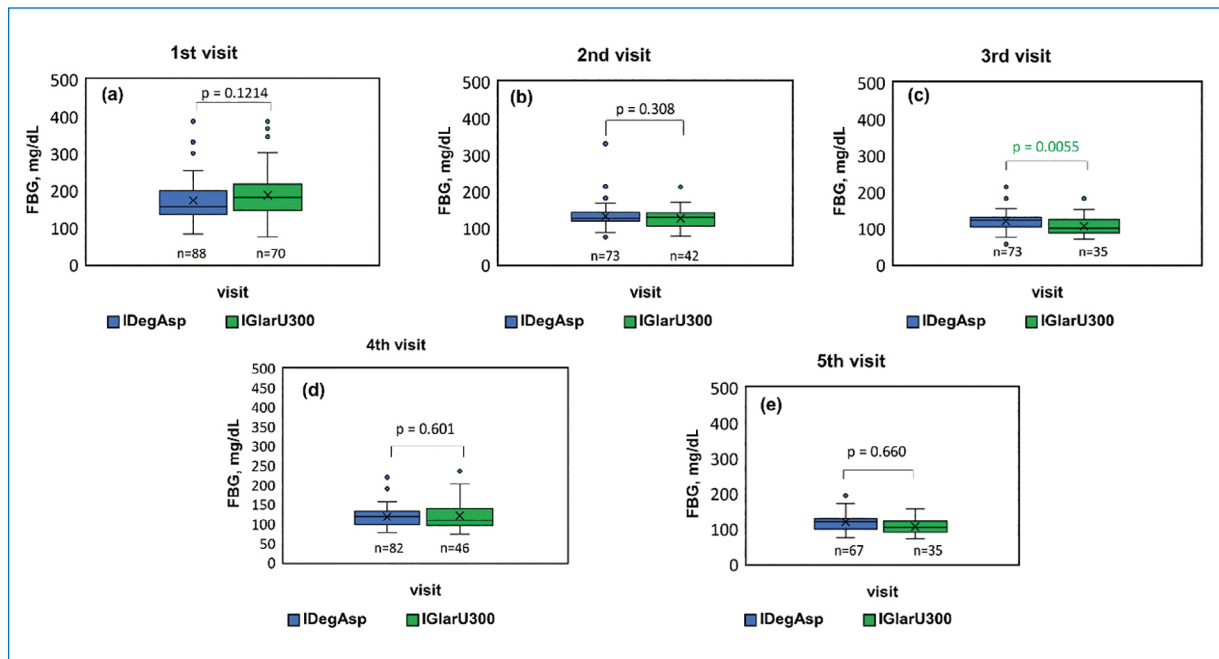 1st visit
500
400
300
200
100
0
FBG, mg/dL
(a)
p = 0.1214
n=88 n=70
visit
IDegAsp IGlarU300
2nd visit
500
400
300
200
100
0
FBG, mg/dL
(b)
p = 0.308
n=73 n=42
visit
IDegAsp IGlarU300
3rd visit
500
400
300
200
100
0
FBG, mg/dL
(c)
p = 0.0055
n=73 n=35
visit
IDegAsp IGlarU300
4th visit
500
450
400
350
300
250
200
150
100
50
0
FBG, mg/dL
(d)
p = 0.601
n=82 n=46
visit
IDegAsp IGlarU300
5th visit
500
400
300
200
100
0
FBG, mg/dL
(e)
p = 0.660
n=67 n=35
visit
IDegAsp IGlarU300